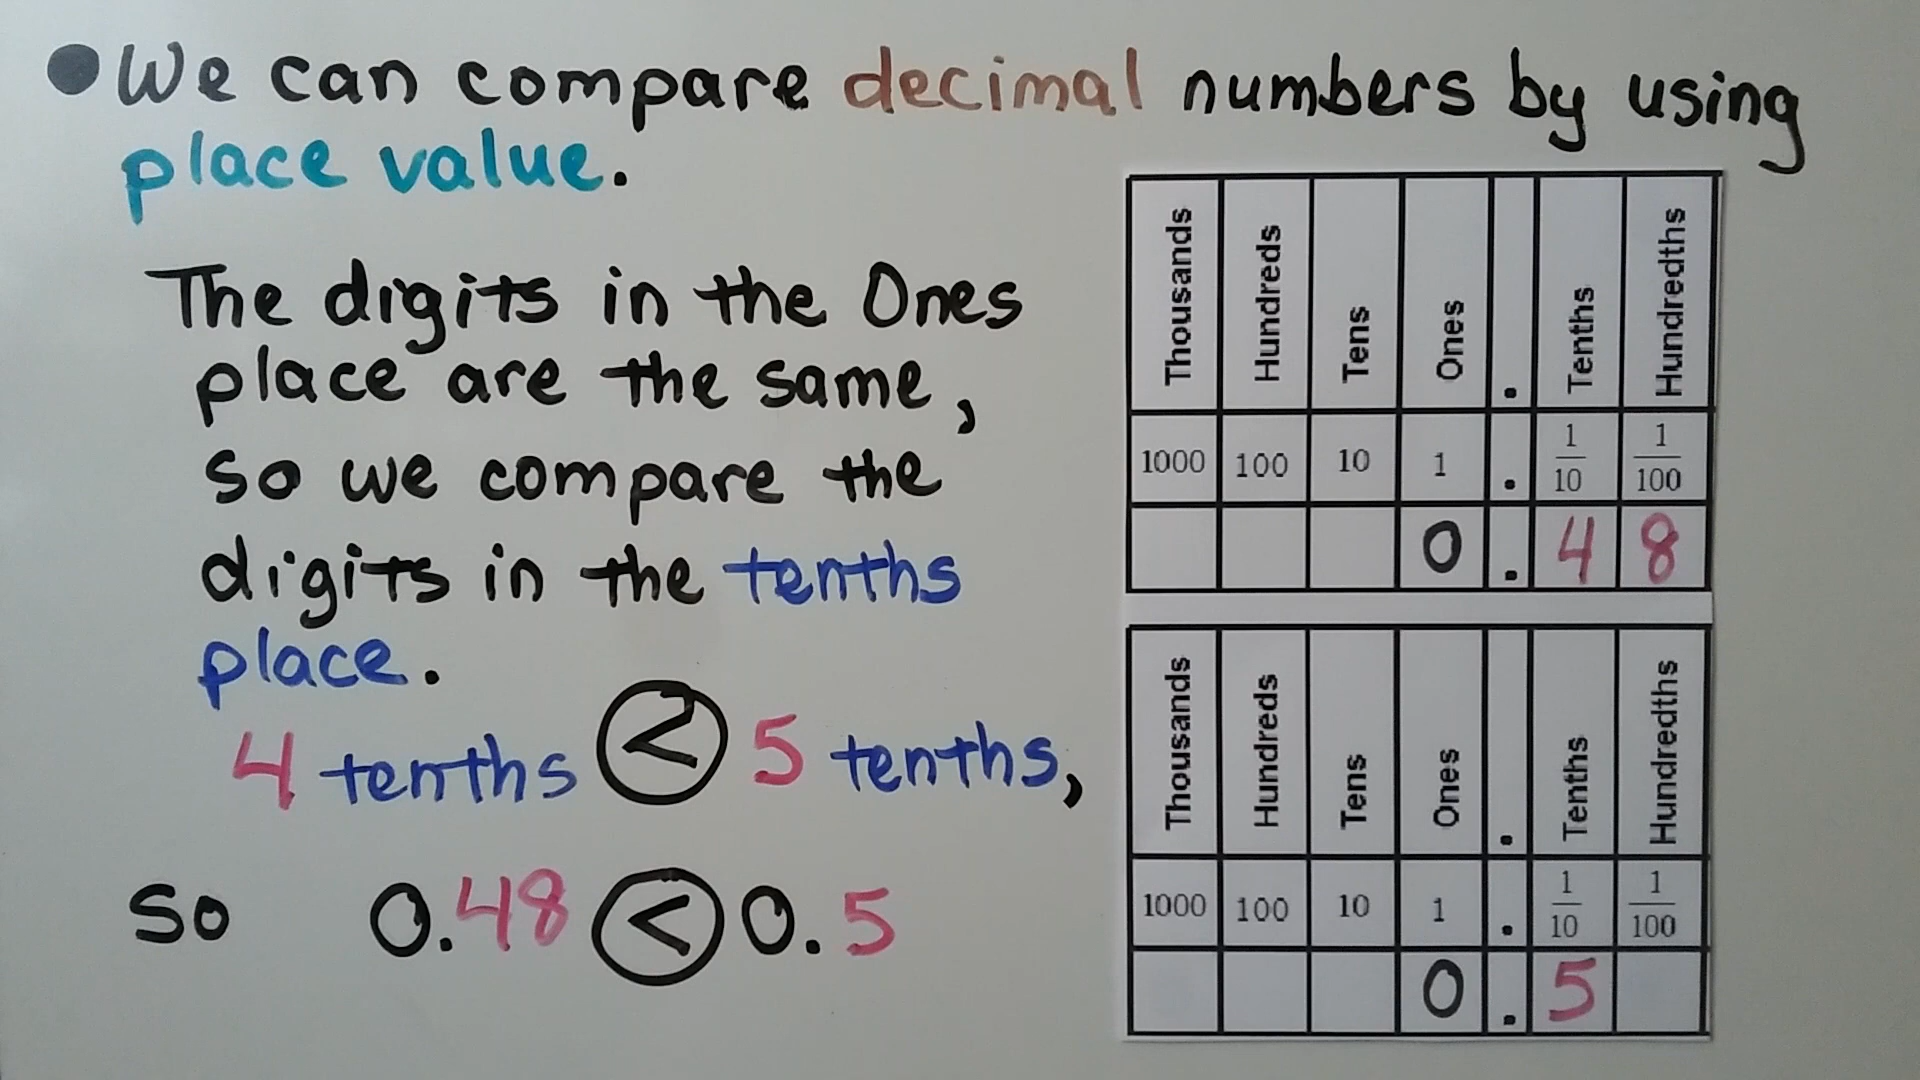 We can compare decimal numbers by using
place value.
The digits in the Ones
place are the same,
so we compare the
digits in the tenths
place.
4 tenths < 5 tenths,
So 0.48 < 0.5
Thousands Hundreds Tens Ones . Tenths Hundredths
1000 100 10 1 . 1/10 1/100
0 . 4 8
Thousands Hundreds Tens Ones . Tenths Hundredths
1000 100 10 1 . 1/10 1/100
0 . 5